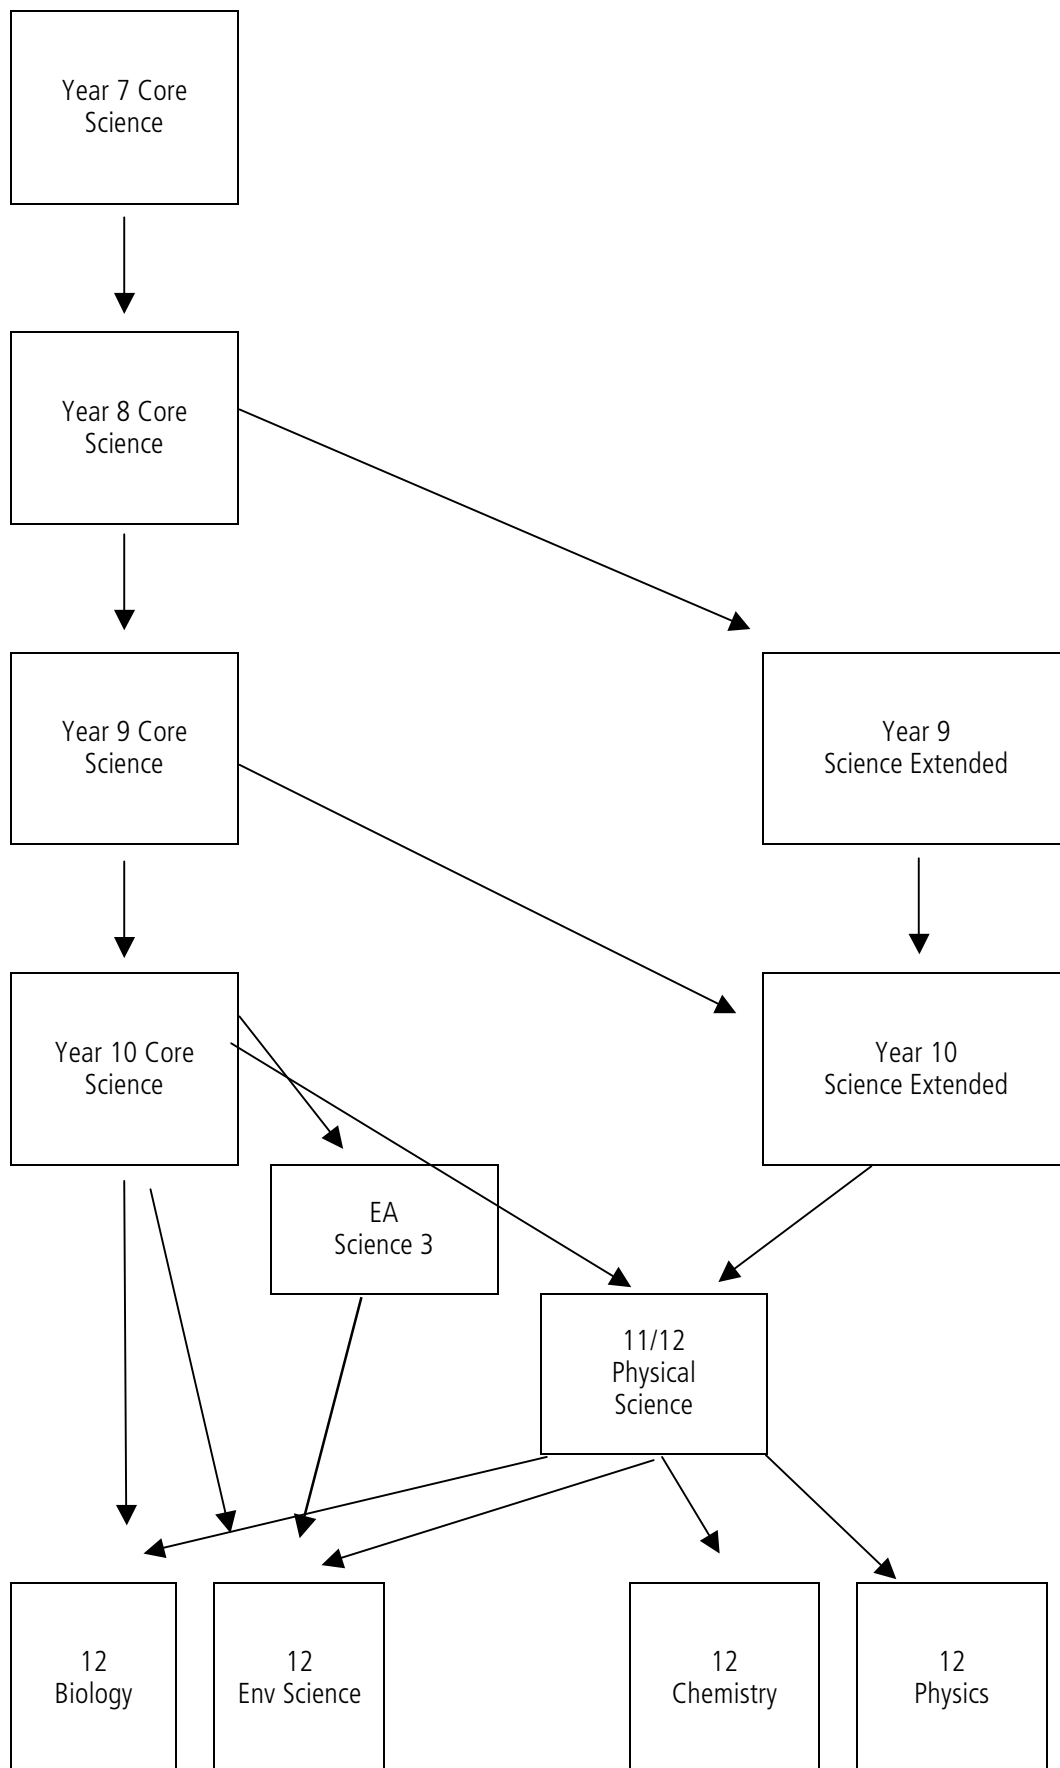 Year 7 Core
Science
Year 8 Core
Science
Year 9 Core
Science
Year 9
Science Extended
Year 10 Core
Science
Year 10
Science Extended
EA
Science 3
11/12
Physical
Science
12
Biology
12
Env Science
12
Chemistry
12
Physics